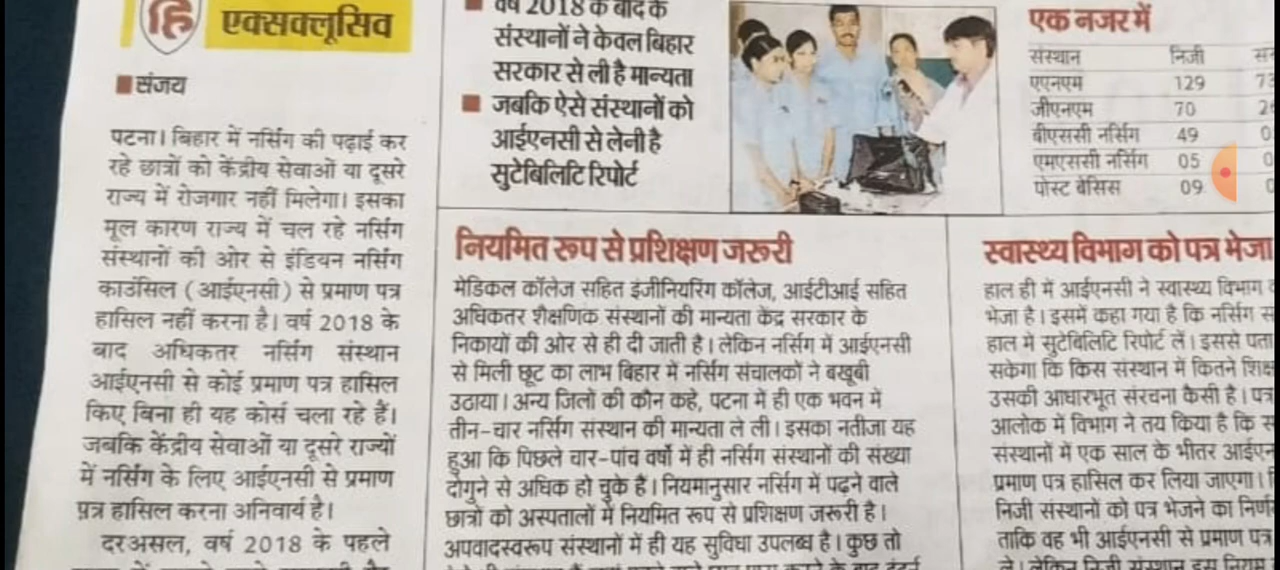 हि
एक्सक्लूसिव
संजय
पटना। बिहार में नर्सिंग की पढ़ाई कर
रहे छात्रों को केंद्रीय सेवाओं या दूसरे
राज्य में रोजगार नहीं मिलेगा। इसका
मूल कारण राज्य में चल रहे नर्सिंग
संस्थानों की ओर से इंडियन नर्सिंग
काउंसिल (आईएनसी) से प्रमाण पत्र
हासिल नहीं करना है। वर्ष 2018 के
बाद अधिकतर नर्सिंग संस्थान
आईएनसी से कोई प्रमाण पत्र हासिल
किए बिना ही यह कोर्स चला रहे हैं।
जबकि केंद्रीय सेवाओं या दूसरे राज्यों
में नर्सिंग के लिए आईएनसी से प्रमाण
पत्र हासिल करना अनिवार्य है।
दरअसल, वर्ष 2018 के पहले
वर्ष 2018 के बाद के
संस्थानों ने केवल बिहार
सरकार से ली है मान्यता
जबकि ऐसे संस्थानों को
आईएनसी से लेनी है
सुटेबिलिटि रिपोर्ट
एक नजर में
संस्थान निजी
एएनएम 129 73
जीएनएम 70
बीएससी नर्सिंग 49
एमएससी नर्सिंग 05
पोस्ट बेसिस 09
नियमित रूप से प्रशिक्षण जरूरी
मेडिकल कॉलेज सहित इंजीनियरिंग कॉलेज, आईटीआई सहित
अधिकतर शैक्षणिक संस्थानों की मान्यता केंद्र सरकार के
निकायों की ओर से ही दी जाती है। लेकिन नर्सिंग में आईएनसी
से मिली छूट का लाभ बिहार में नर्सिंग संचालकों ने बखूबी
उठाया। अन्य जिलों की कौन कहे, पटना में ही एक भवन में
तीन-चार नर्सिंग संस्थान की मान्यता ले ली। इसका नतीजा यह
हुआ कि पिछले चार-पांच वर्षों में ही नर्सिंग संस्थानों की संख्या
दोगुने से अधिक हो चुके हैं। नियमानुसार नर्सिंग में पढ़ने वाले
छात्रों को अस्पतालों में नियमित रूप से प्रशिक्षण जरूरी है।
अपवादस्वरूप संस्थानों में ही यह सुविधा उपलब्ध है। कुछ तो
स्वास्थ्य विभाग को पत्र भेजा
हाल ही में आईएनसी ने स्वास्थ्य विभाग
भेजा है। इसमें कहा गया है कि नर्सिंग
हाल में सुटेबिलिटि रिपोर्ट लें। इससे पता
सकेगा कि किस संस्थान में कितने
उसकी आधारभूत संरचना कैसी है।
आलोक में विभाग ने तय किया है कि
संस्थानों में एक साल के भीतर
प्रमाण पत्र हासिल कर लिया जाएगा।
निजी संस्थानों को पत्र भेजने का
ताकि वह भी आईएनसी से प्रमाण पत्र
ले। लेकिन निजी संस्थान इस नियम